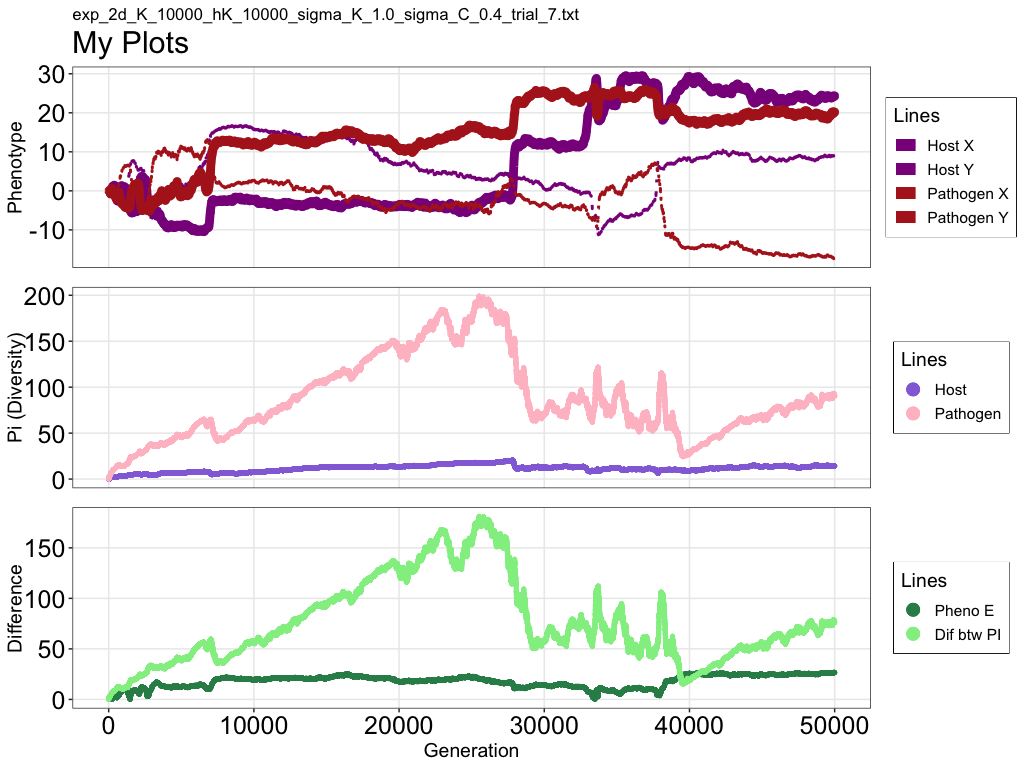 exp_2d_K_10000_hK_10000_sigma_K_1.0_sigma_C_0.4_trial_7.txt
My Plots
Phenotype
30
20
10
0
-10
Lines
Host X
Host Y
Pathogen X
Pathogen Y
Pi (Diversity)
200
150
100
50
0
Lines
Host
Pathogen
Difference
150
100
50
0
Lines
Pheno E
Dif btw PI
0 10000 20000 30000 40000 50000
Generation